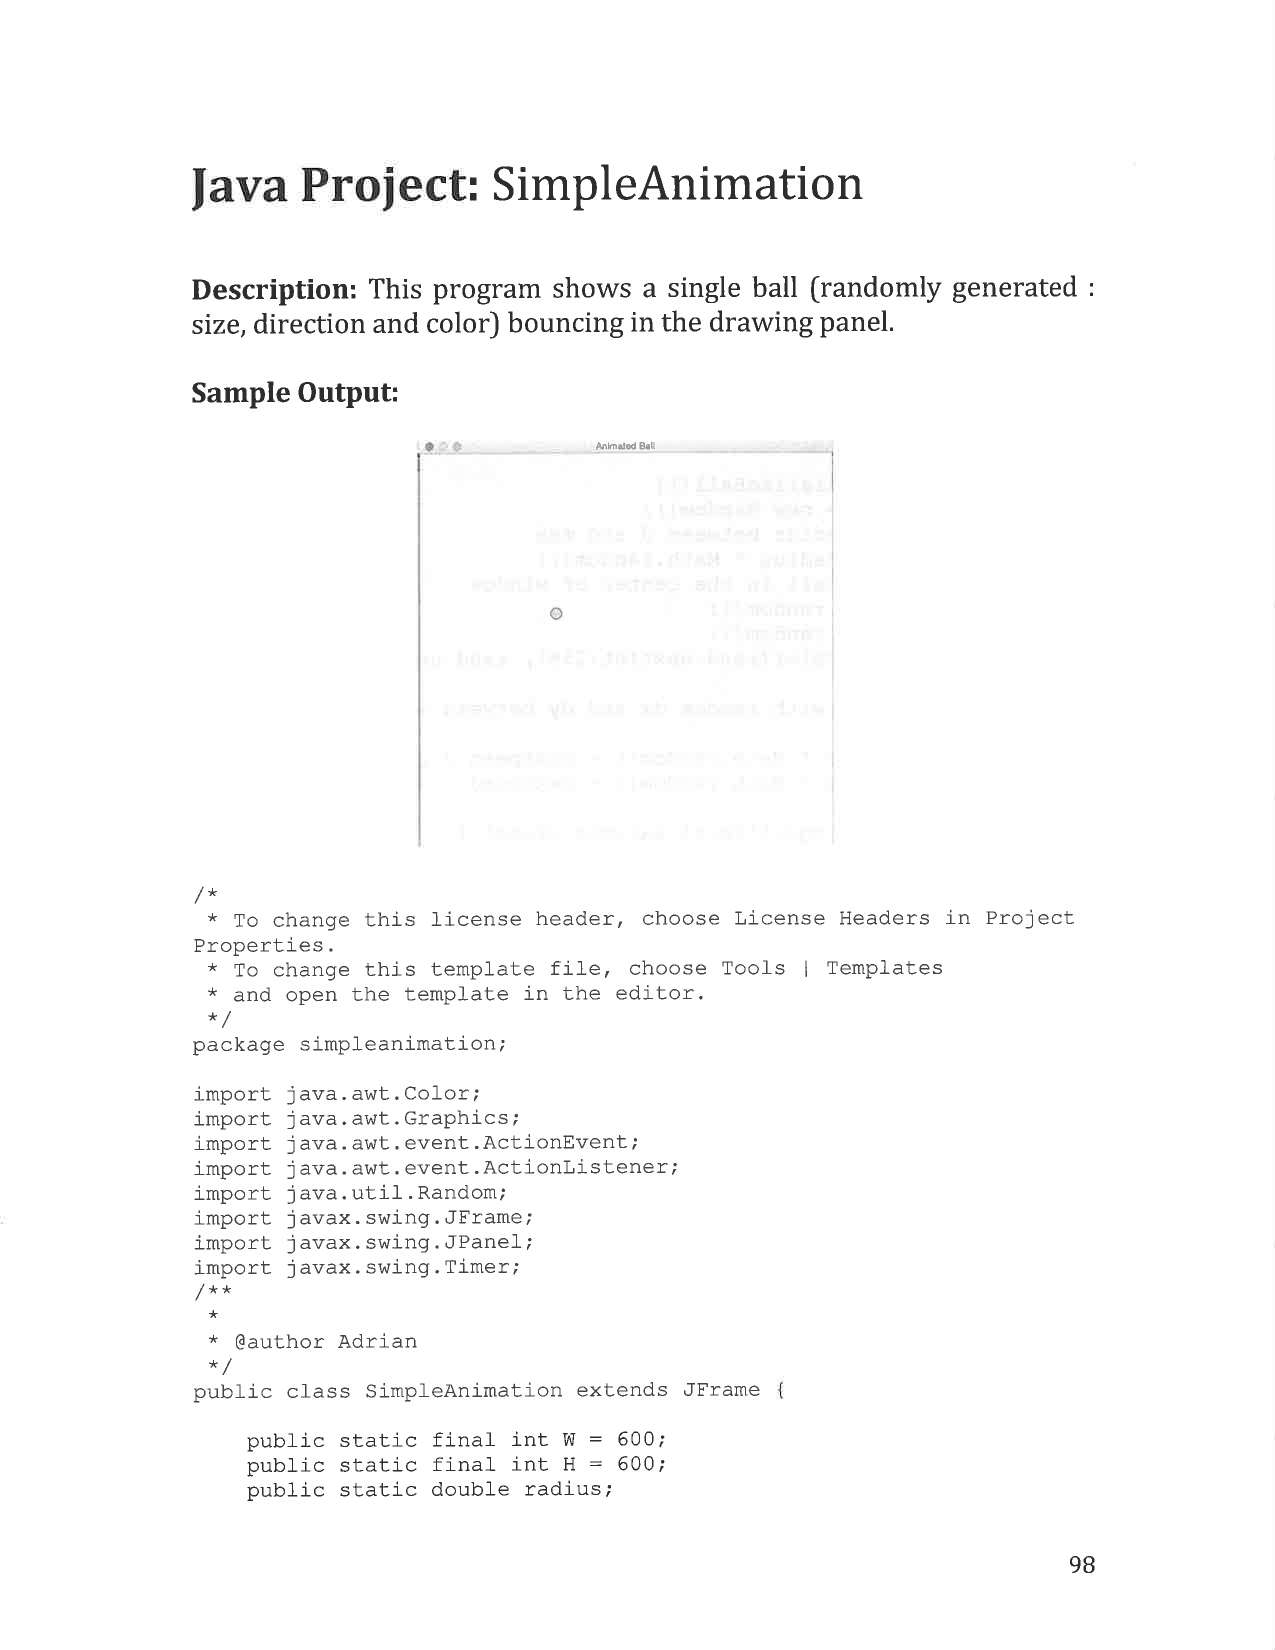 Java Project: SimpleAnimation
Description: This program shows a single ball (randomly generated :
size, direction and color) bouncing in the drawing panel.
Sample Output:
Animated Ball
/*
 * To change this license header, choose License Headers in Project
Properties.
 * To change this template file, choose Tools | Templates
 * and open the template in the editor.
 */
package simpleanimation;
import java.awt.Color;
import java.awt.Graphics;
import java.awt.event.ActionEvent;
import java.awt.event.ActionListener;
import java.util.Random;
import javax.swing.JFrame;
import javax.swing.JPanel;
import javax.swing.Timer;
/**
 *
 * @author Adrian
 */
public class SimpleAnimation extends JFrame {
    public static final int W = 600;
    public static final int H = 600;
    public static double radius;
98